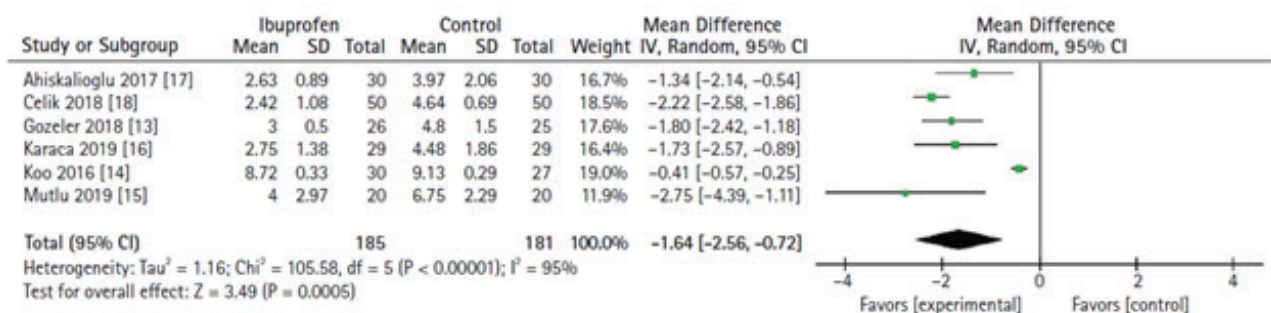 Ibuprofen Control Mean Difference Mean Difference
Study or Subgroup Mean SD Total Mean SD Total Weight IV, Random, 95% CI IV, Random, 95% CI
Ahiskalioglu 2017 [17] 2.63 0.89 30 3.97 2.06 30 16.7% −1.34 [−2.14, −0.54]
Celik 2018 [18] 2.42 1.08 50 4.64 0.69 50 18.5% −2.22 [−2.58, −1.86]
Gozeler 2018 [13] 3 0.5 26 4.8 1.5 25 17.6% −1.80 [−2.42, −1.18]
Karaca 2019 [16] 2.75 1.38 29 4.48 1.86 29 16.4% −1.73 [−2.57, −0.89]
Koo 2016 [14] 8.72 0.33 30 9.13 0.29 27 19.0% −0.41 [−0.57, −0.25]
Mutlu 2019 [15] 4 2.97 20 6.75 2.29 20 11.9% −2.75 [−4.39, −1.11]
Total (95% CI) 185 181 100.0% −1.64 [−2.56, −0.72]
Heterogeneity: Tau² = 1.16; Chi² = 105.58, df = 5 (P < 0.00001); I² = 95%
Test for overall effect: Z = 3.49 (P = 0.0005)
−4 −2 0 2 4
Favors [experimental] Favors [control]